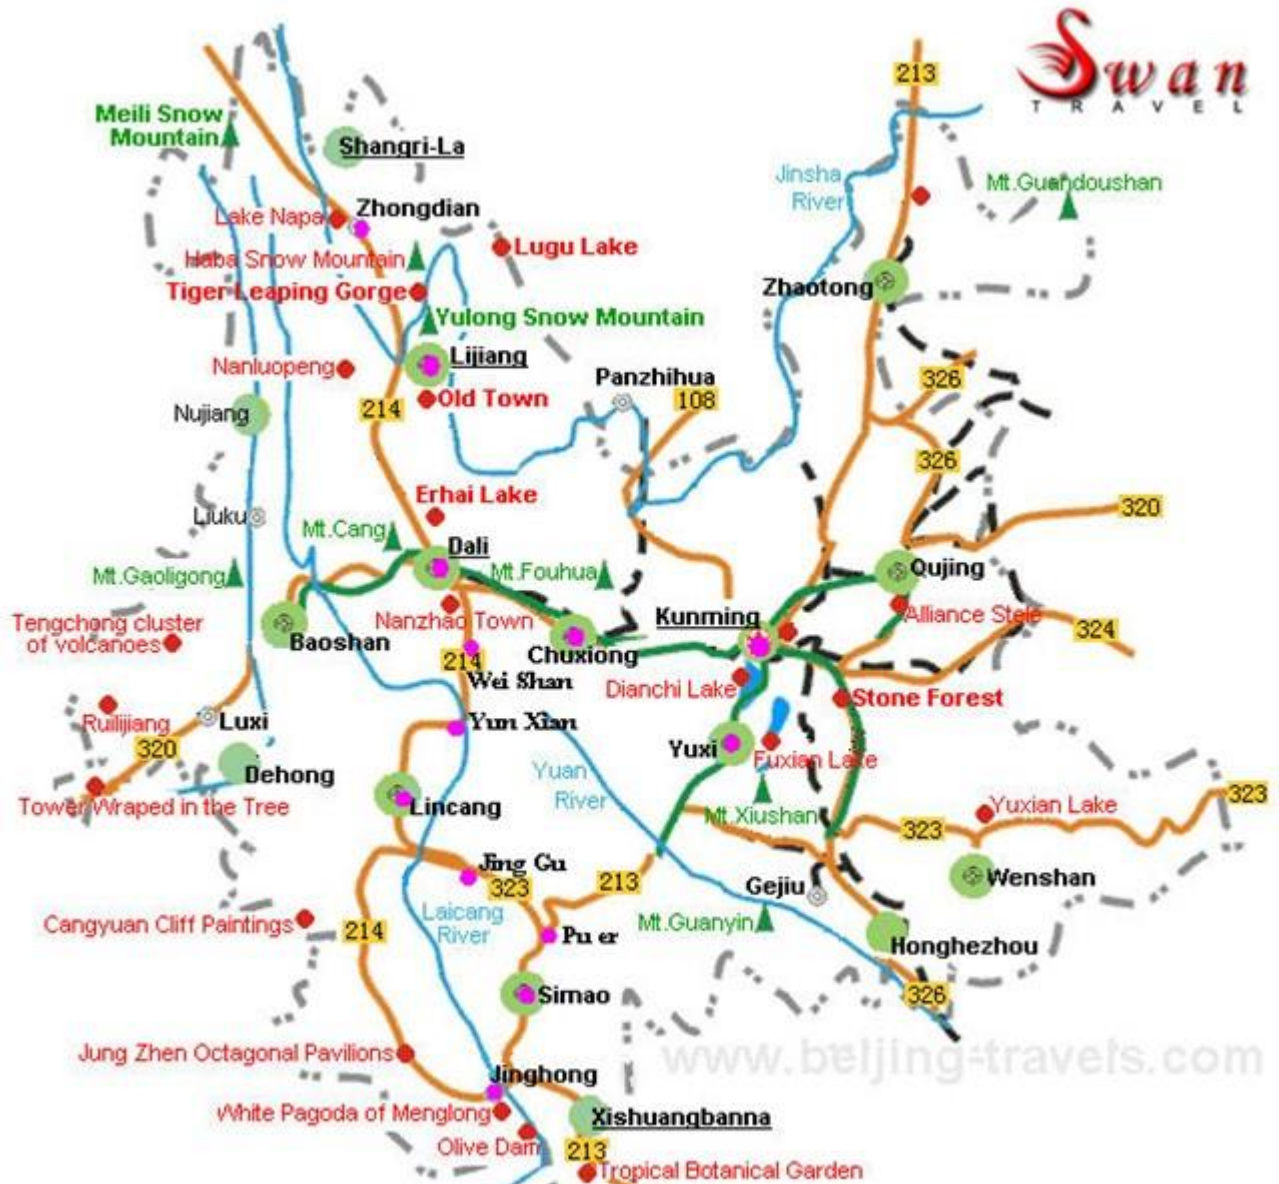 Swan
TRAVEL
213
Meili Snow
Mountain
Shangri-La
Jinsha
River
Mt.Guandoushan
Lake Napa
Zhongdian
Lugu Lake
Haba Snow Mountain
Tiger Leaping Gorge
Zhaotong
Yulong Snow Mountain
Lijiang
Nanluopeng
Panzhihua
326
Old Town
108
214
Nujiang
326
Erhai Lake
320
Liuku
Mt.Cang
Dali
Mt.Gaoligong
Mt.Fouhua
Qujing
Tengchong cluster
of volcanoes
Nanzhao Town
Kunming
Alliance Stele
324
Baoshan
Chuxiong
214
Wei Shan
Dianchi Lake
Stone Forest
Ruilijiang
Luxi
Yun Xian
320
Yuxi
Fuxian Lake
Dehong
Yuan
River
Tower Wraped in the Tree
Lincang
Mt.Xiushan
323
Yuxian Lake
323
Jing Gu
323
213
Gejiu
Wenshan
Cangyuan Cliff Paintings
214
Laicang
River
Pu er
Mt.Guanyin
Honghezhou
Simao
326
Jung Zhen Octagonal Pavilions
www.beijing-travels.com
Jinghong
White Pagoda of Menglong
Xishuangbanna
Olive Dam
213
Tropical Botanical Garden